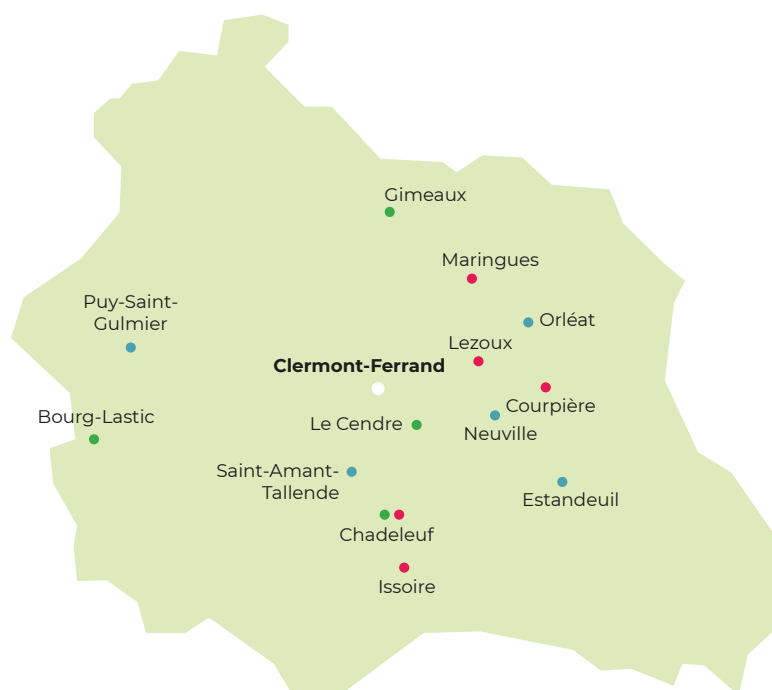 Gimeaux
Maringues
Puy-Saint-
Gulmier
Orléat
Lezoux
Clermont-Ferrand
Courpière
Bourg-Lastic
Le Cendre
Neuville
Saint-Amant-
Tallende
Estandeuil
Chadeleuf
Issoire